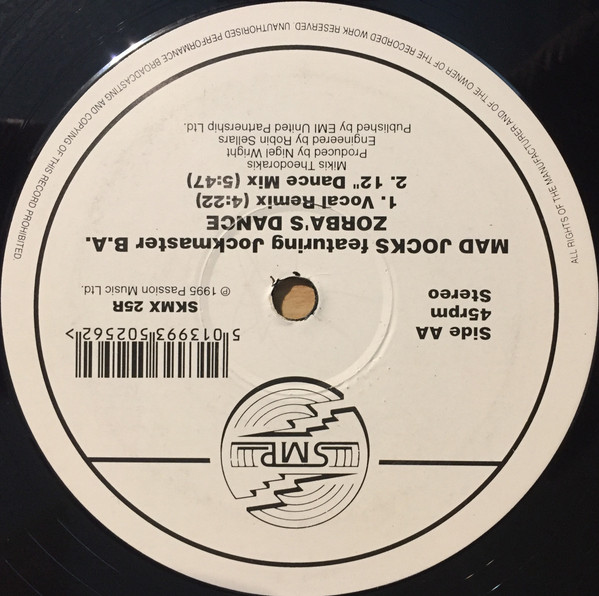 SMP
Side AA
45rpm
Stereo
5 013993 502562 >
SKMX 25R
℗ 1995 Passion Music Ltd.
MAD JOCKS featuring Jockmaster B.A.
ZORBA'S DANCE
1. Vocal Remix (4:22)
2. 12" Dance Mix (5:47)
Mikis Theodorakis
Produced by Nigel Wright
Engineered by Robin Sellars
Published by EMI United Partnership Ltd.
ALL RIGHTS OF THE MANUFACTURER AND OF THE OWNER OF THE RECORDED WORK RESERVED. UNAUTHORISED PERFORMANCE BROADCASTING AND COPYING OF THIS RECORD PROHIBITED.